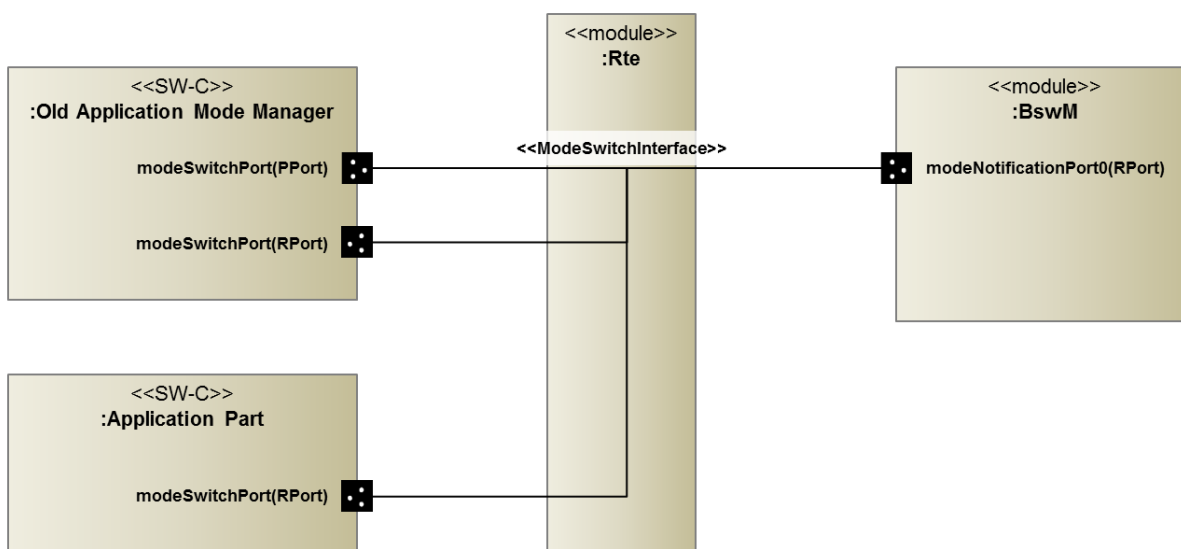 <<module>>
:Rte
<<SW-C>>
:Old Application Mode Manager
modeSwitchPort(PPort)
modeSwitchPort(RPort)
<<ModeSwitchInterface>>
<<module>>
:BswM
modeNotificationPort0(RPort)
<<SW-C>>
:Application Part
modeSwitchPort(RPort)